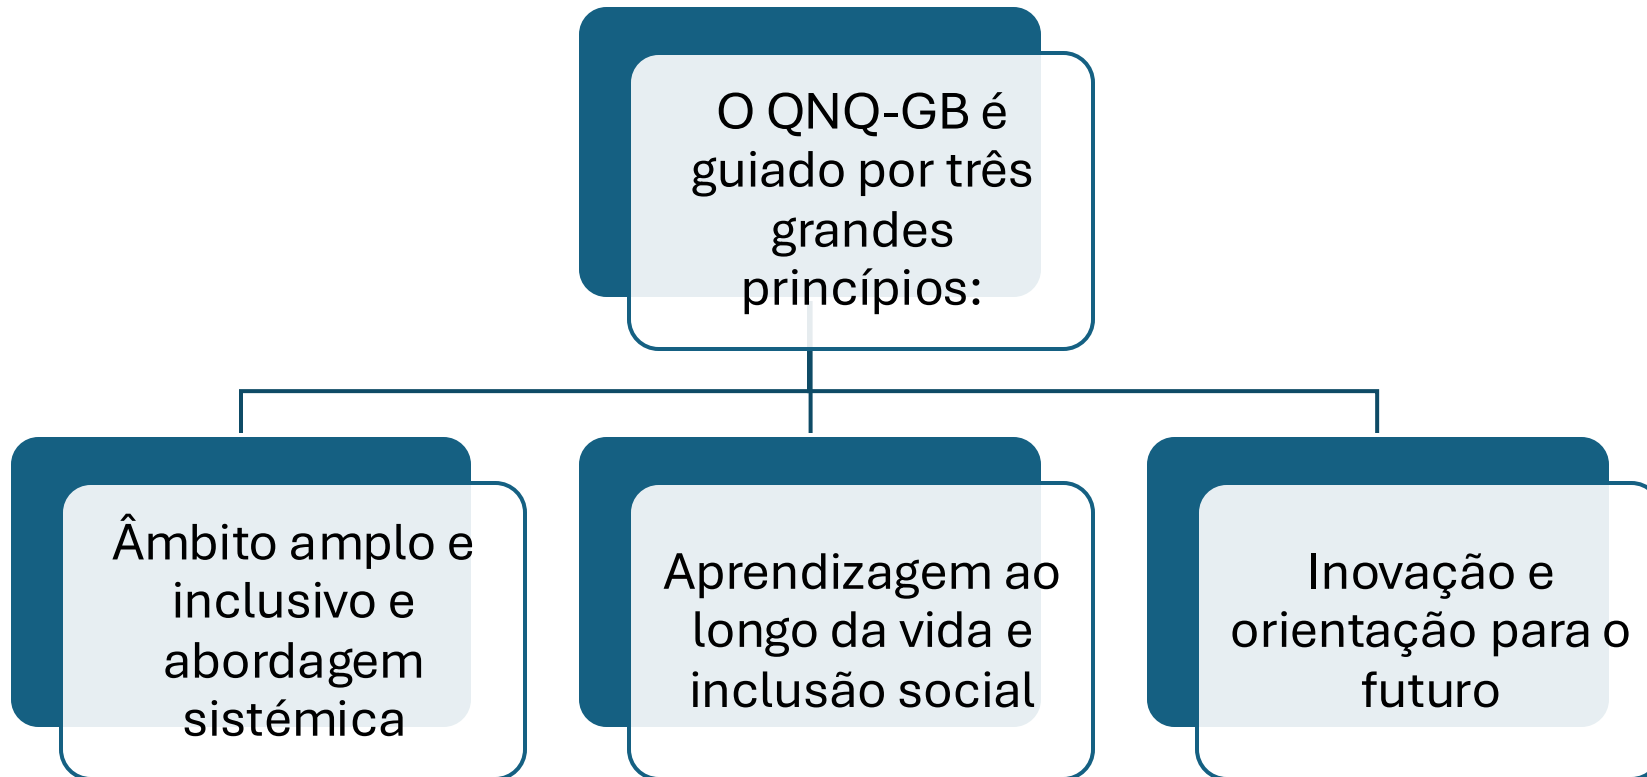 O QNQ-GB é
guiado por três
grandes
princípios:
Âmbito amplo e
inclusivo e
abordagem
sistémica
Aprendizagem ao
longo da vida e
inclusão social
Inovação e
orientação para o
futuro